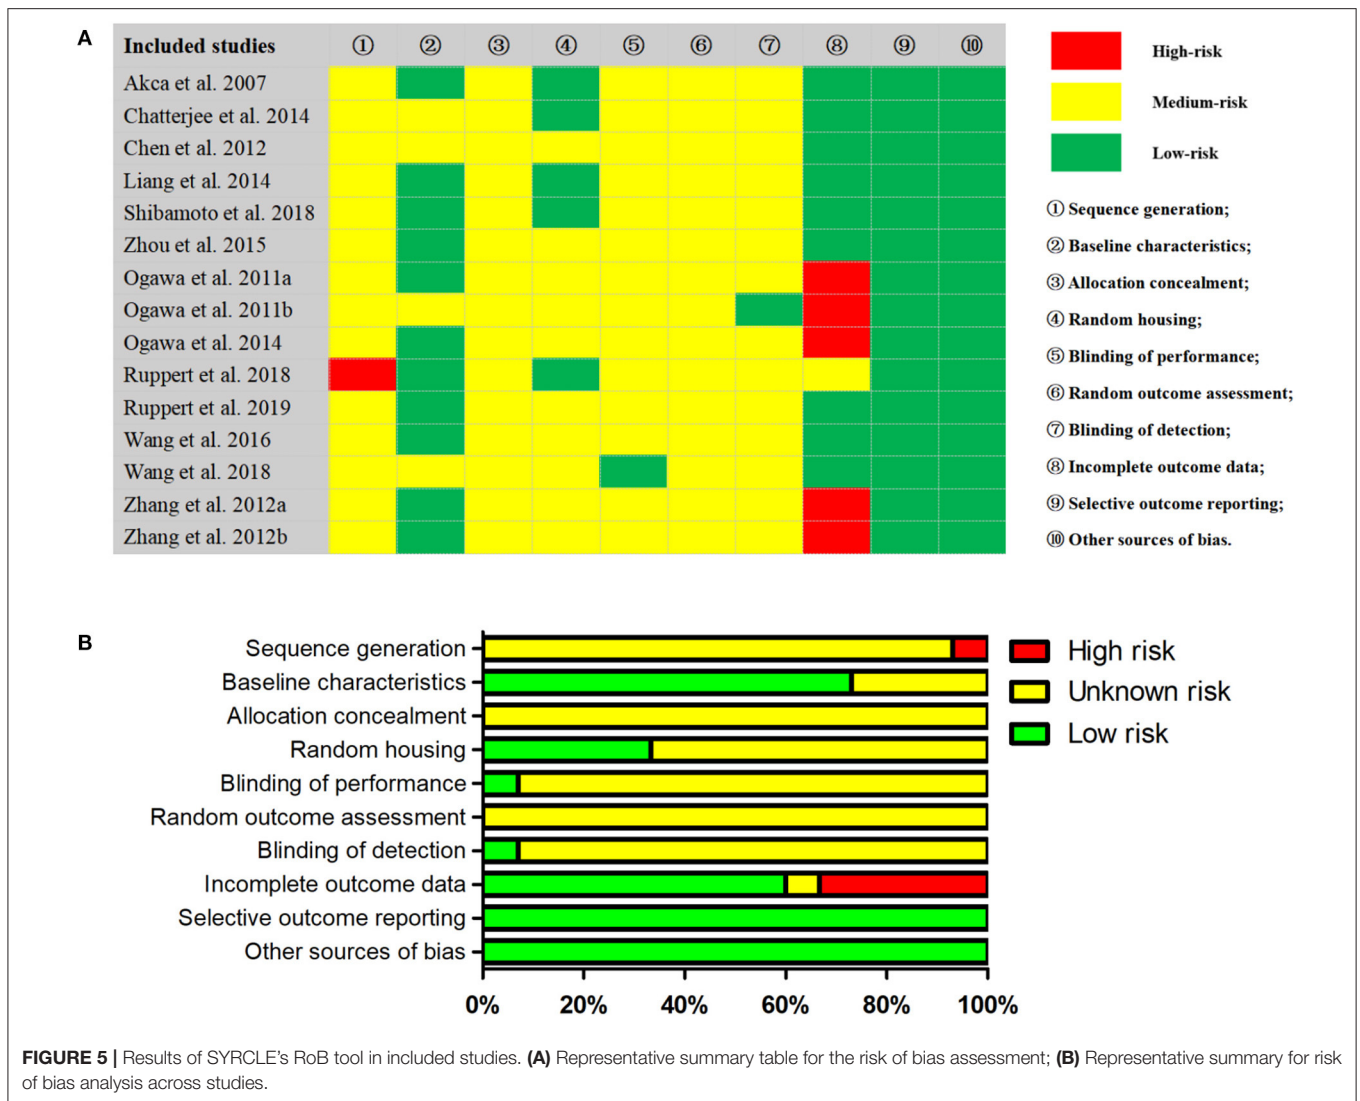 A
Included studies ① ② ③ ④ ⑤ ⑥ ⑦ ⑧ ⑨ ⑩
Akca et al. 2007
Chatterjee et al. 2014
Chen et al. 2012
Liang et al. 2014
Shibamoto et al. 2018
Zhou et al. 2015
Ogawa et al. 2011a
Ogawa et al. 2011b
Ogawa et al. 2014
Ruppert et al. 2018
Ruppert et al. 2019
Wang et al. 2016
Wang et al. 2018
Zhang et al. 2012a
Zhang et al. 2012b
High-risk
Medium-risk
Low-risk
① Sequence generation;
② Baseline characteristics;
③ Allocation concealment;
④ Random housing;
⑤ Blinding of performance;
⑥ Random outcome assessment;
⑦ Blinding of detection;
⑧ Incomplete outcome data;
⑨ Selective outcome reporting;
⑩ Other sources of bias.
B
Sequence generation
Baseline characteristics
Allocation concealment
Random housing
Blinding of performance
Random outcome assessment
Blinding of detection
Incomplete outcome data
Selective outcome reporting
Other sources of bias
0% 20% 40% 60% 80% 100%
High risk
Unknown risk
Low risk
FIGURE 5 | Results of SYRCLE's RoB tool in included studies. (A) Representative summary table for the risk of bias assessment; (B) Representative summary for risk
of bias analysis across studies.